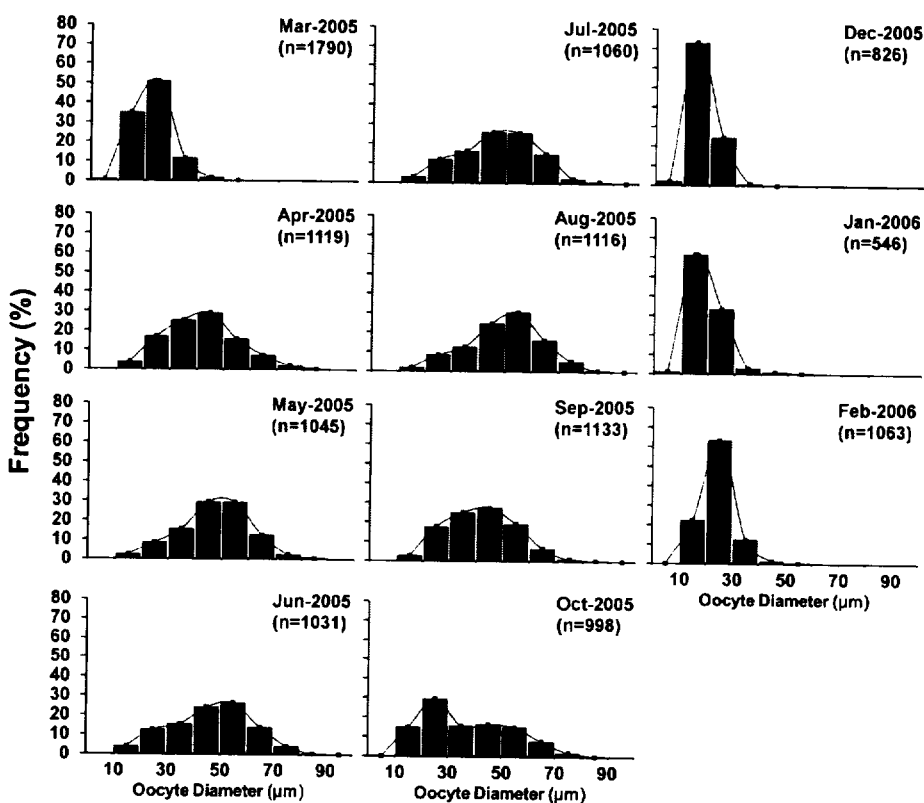 Frequency (%)
80
70
60
50
40
30
20
10
0
Mar-2005
(n=1790)
Jul-2005
(n=1060)
Dec-2005
(n=826)
80
70
60
50
40
30
20
10
0
Apr-2005
(n=1119)
Aug-2005
(n=1116)
Jan-2006
(n=546)
80
70
60
50
40
30
20
10
0
May-2005
(n=1045)
Sep-2005
(n=1133)
Feb-2006
(n=1063)
10 30 50 70 90
Oocyte Diameter (µm)
80
70
60
50
40
30
20
10
0
Jun-2005
(n=1031)
Oct-2005
(n=998)
10 30 50 70 90
Oocyte Diameter (µm)
10 30 50 70 90
Oocyte Diameter (µm)